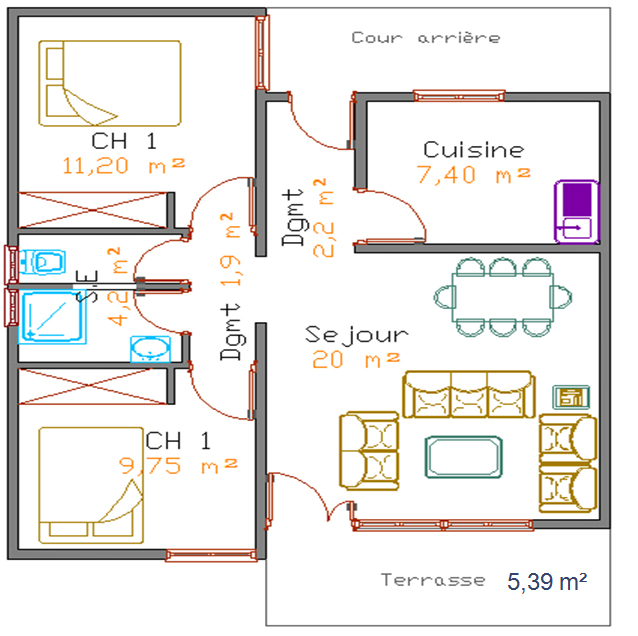 Cour arrière
CH 1
11,20 m²
Cuisine
7,40 m²
Dgmt
2,2 m²
S.E
4,2 m²
Dgmt
1,9 m²
Sejour
20 m²
CH 1
9,75 m²
Terrasse 5,39 m²